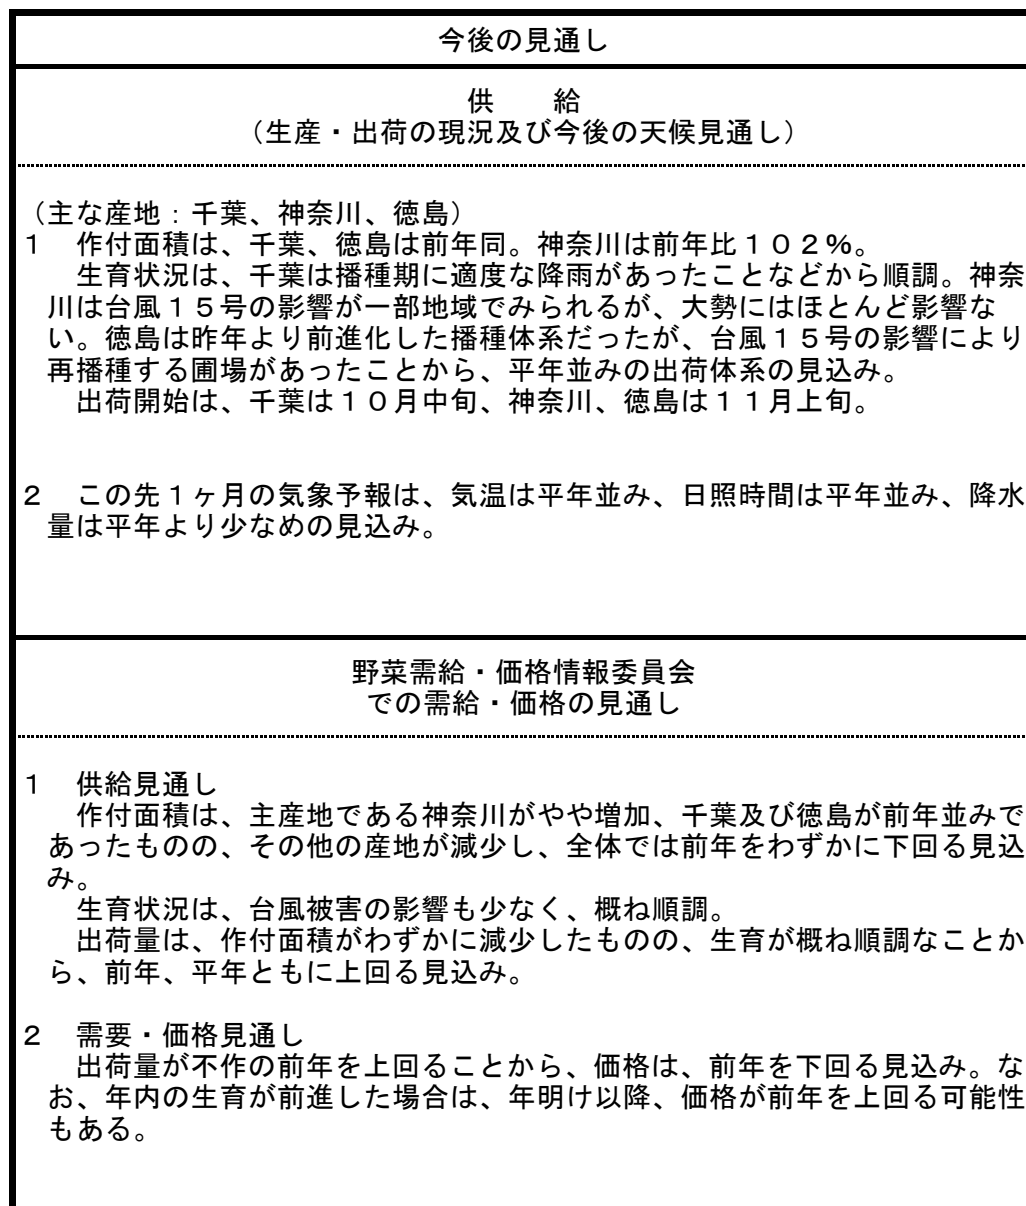 今後の見通し
供　　給
（生産・出荷の現況及び今後の天候見通し）
（主な産地：千葉、神奈川、徳島）
１　作付面積は、千葉、徳島は前年同。神奈川は前年比１０２％。
生育状況は、千葉は播種期に適度な降雨があったことなどから順調。神奈
川は台風１５号の影響が一部地域でみられるが、大勢にはほとんど影響な
い。徳島は昨年より前進化した播種体系だったが、台風１５号の影響により
再播種する圃場があったことから、平年並みの出荷体系の見込み。
出荷開始は、千葉は１０月中旬、神奈川、徳島は１１月上旬。
２　この先１ヶ月の気象予報は、気温は平年並み、日照時間は平年並み、降水
量は平年より少なめの見込み。
野菜需給・価格情報委員会
での需給・価格の見通し
１　供給見通し
作付面積は、主産地である神奈川がやや増加、千葉及び徳島が前年並みで
あったものの、その他の産地が減少し、全体では前年をわずかに下回る見込
み。
生育状況は、台風被害の影響も少なく、概ね順調。
出荷量は、作付面積がわずかに減少したものの、生育が概ね順調なことか
ら、前年、平年ともに上回る見込み。
２　需要・価格見通し
出荷量が不作の前年を上回ることから、価格は、前年を下回る見込み。な
お、年内の生育が前進した場合は、年明け以降、価格が前年を上回る可能性
もある。